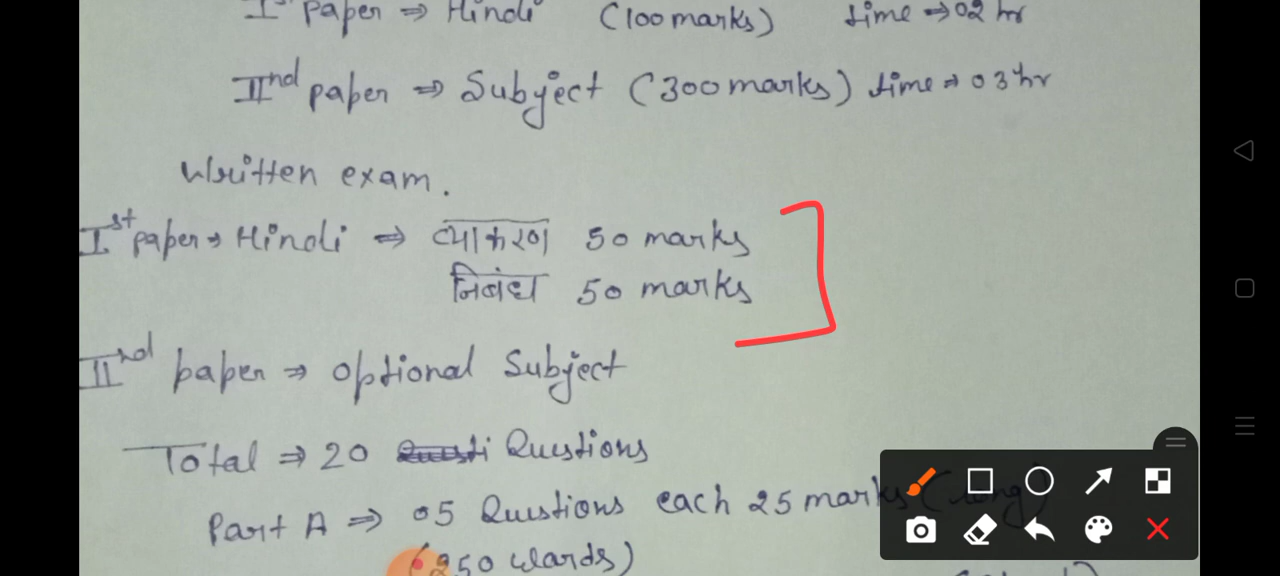 Ist paper ⇒ Hindi (100 marks) time ⇒ 02 hr
IInd paper ⇒ Subject (300 marks) time ⇒ 03 hr
Written exam.
Ist paper ⇒ Hindi ⇒ व्याकरण 50 marks
निबंध 50 marks
IInd paper ⇒ Optional Subject
Total ⇒ 20 Questions
Part A ⇒ 05 Questions each 25 marks (long)
250 words)